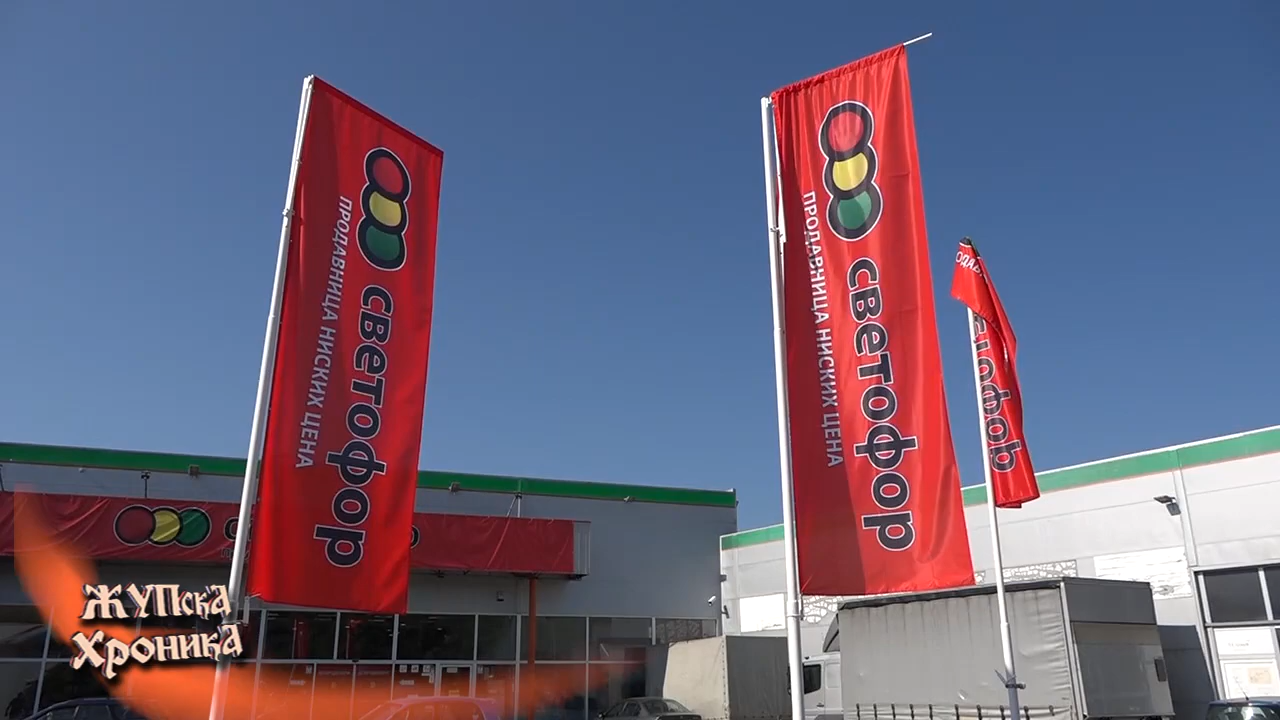 светофор
ПРОДАВНИЦА НИСКИХ ЦЕНА
светофор
ПРОДАВНИЦА НИСКИХ ЦЕНА
ЖУПска
Хроника